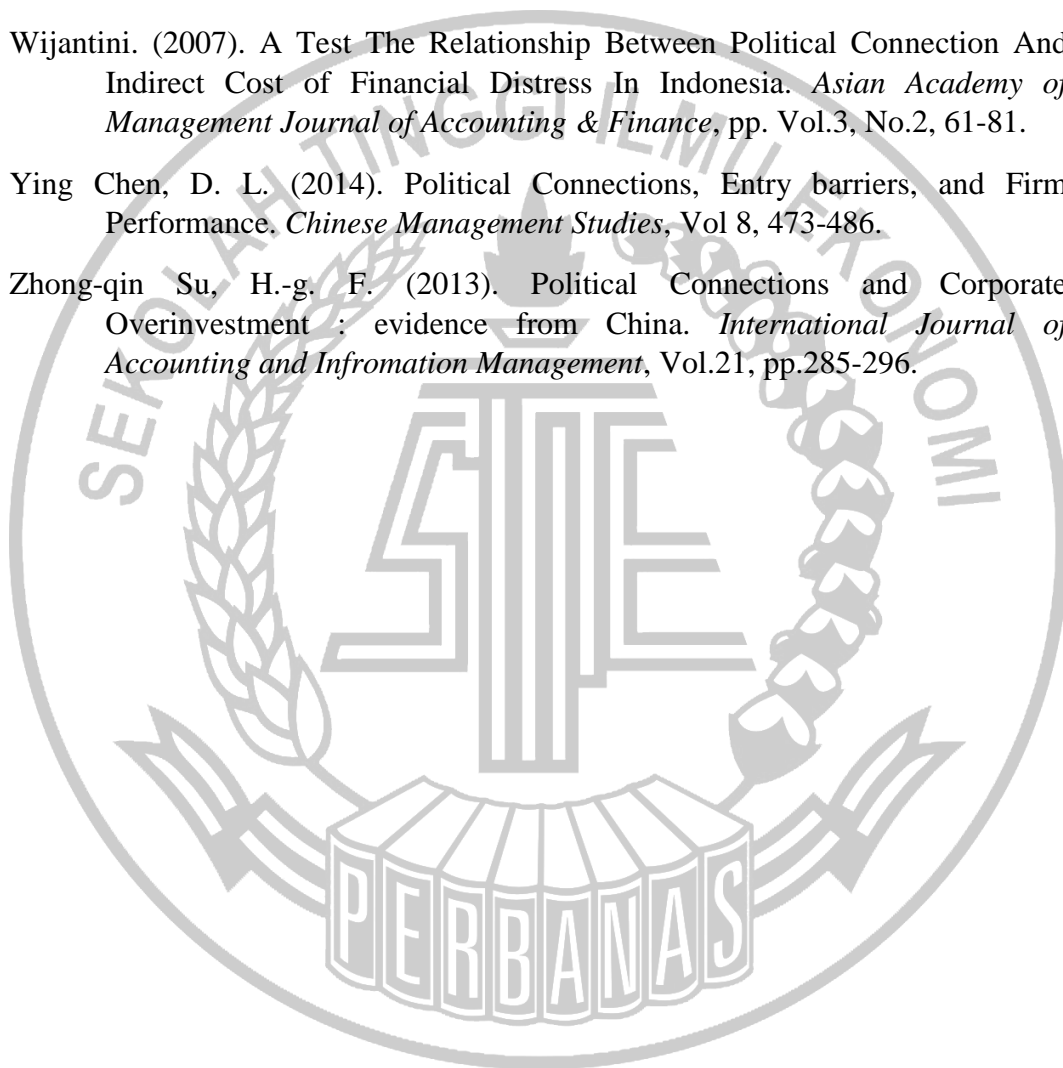 Wijantini. (2007). A Test The Relationship Between Political Connection And
Indirect Cost of Financial Distress In Indonesia. Asian Academy of
Management Journal of Accounting & Finance, pp. Vol.3, No.2, 61-81.
Ying Chen, D. L. (2014). Political Connections, Entry barriers, and Firm
Performance. Chinese Management Studies, Vol 8, 473-486.
Zhong-qin Su, H.-g. F. (2013). Political Connections and Corporate
Overinvestment : evidence from China. International Journal of
Accounting and Infromation Management, Vol.21, pp.285-296.
SEKOLAH TINGGI ILMU EKONOMI
STIE
PERBANAS